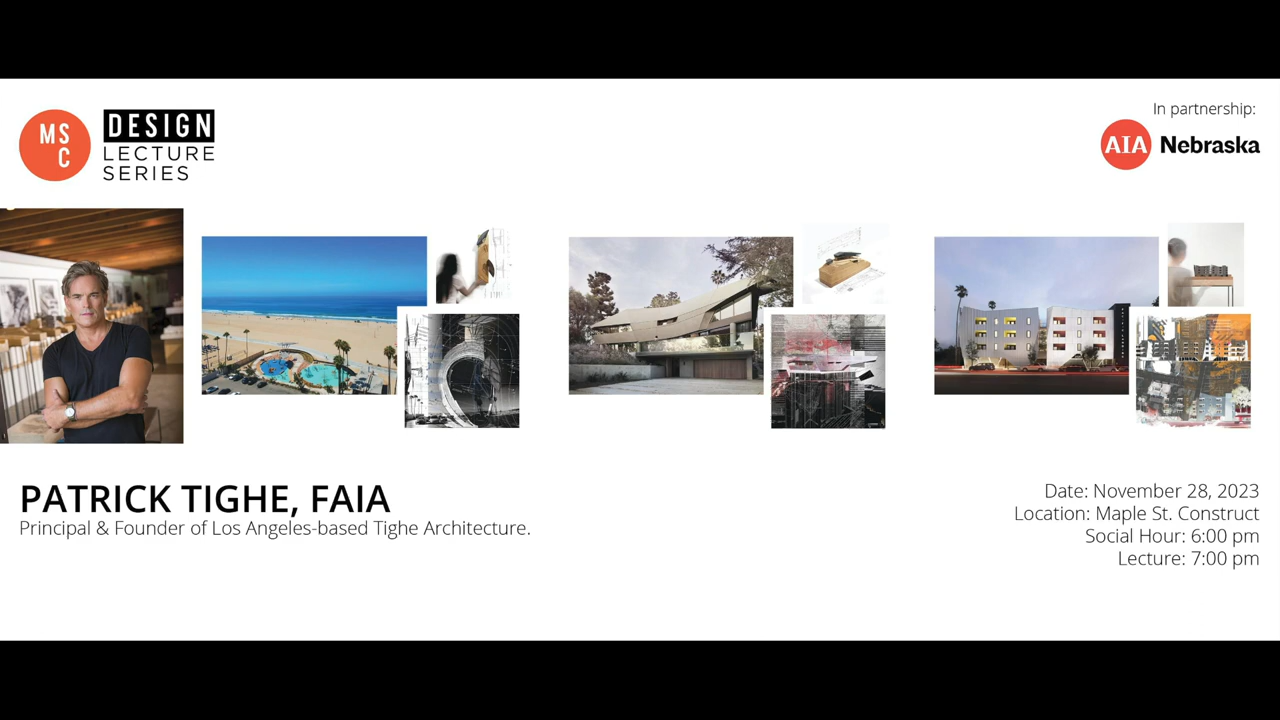 MS
C
DESIGN
LECTURE
SERIES
In partnership:
AIA Nebraska
PATRICK TIGHE, FAIA
Principal & Founder of Los Angeles-based Tighe Architecture.
Date: November 28, 2023
Location: Maple St. Construct
Social Hour: 6:00 pm
Lecture: 7:00 pm